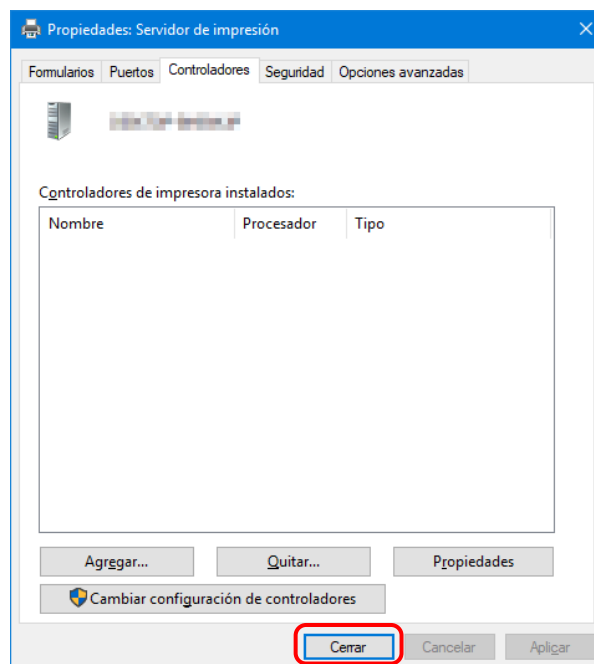 Propiedades: Servidor de impresión
Formularios Puertos Controladores Seguridad Opciones avanzadas
Controladores de impresora instalados:
Nombre Procesador Tipo
Agregar... Quitar... Propiedades
Cambiar configuración de controladores
Cerrar Cancelar Aplicar